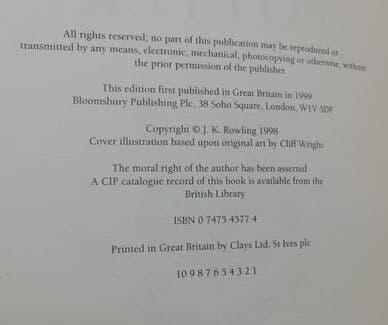 All rights reserved; no part of this publication may be reproduced or
transmitted by any means, electronic, mechanical, photocopying or otherwise, without
the prior permission of the publisher
This edition first published in Great Britain in 1999
Bloomsbury Publishing Plc, 38 Soho Square, London, W1V 5DF
Copyright © J. K. Rowling 1998
Cover illustration based upon original art by Cliff Wright
The moral right of the author has been asserted
A CIP catalogue record of this book is available from the
British Library
ISBN 0 7475 4577 4
Printed in Great Britain by Clays Ltd, St Ives plc
10 9 8 7 6 5 4 3 2 1